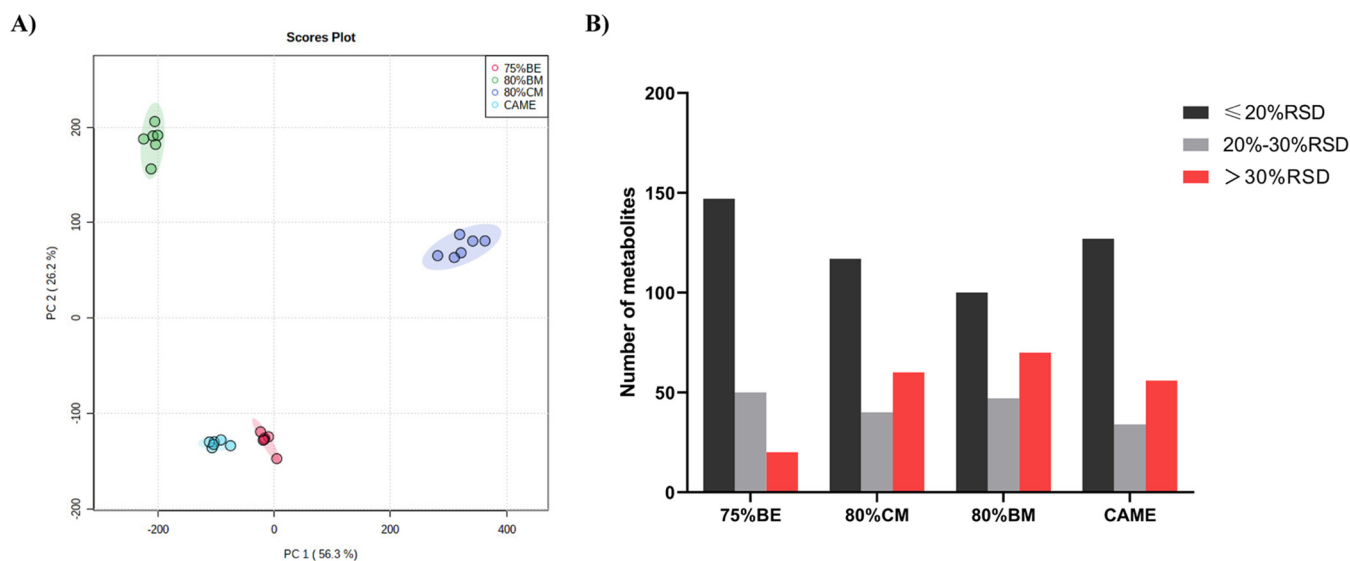 A)
Scores Plot
75%BE
80%BM
80%CM
CAME
PC 2 ( 26.2 %)
200
100
0
-100
-200
-200
0
200
400
PC 1 ( 56.3 %)
B)
≤20%RSD
20%-30%RSD
>30%RSD
Number of metabolites
200
150
100
50
0
75%BE
80%CM
80%BM
CAME